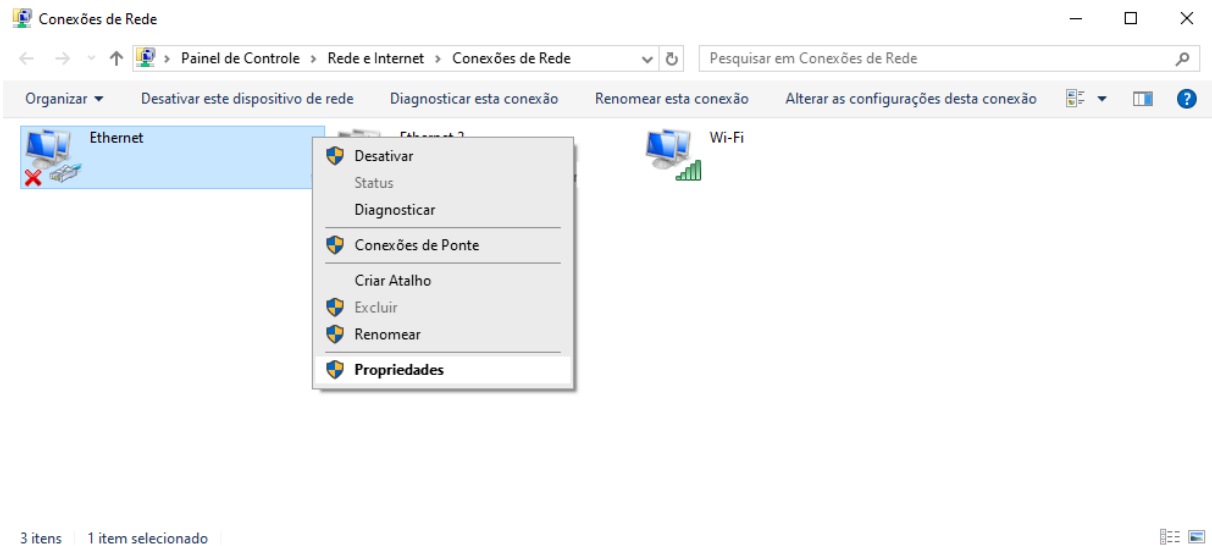 Conexões de Rede
Painel de Controle > Rede e Internet > Conexões de Rede
Pesquisar em Conexões de Rede
Organizar Desativar este dispositivo de rede Diagnosticar esta conexão Renomear esta conexão Alterar as configurações desta conexão
Ethernet
Ethernet 2
Wi-Fi
Desativar
Status
Diagnosticar
Conexões de Ponte
Criar Atalho
Excluir
Renomear
Propriedades
3 itens 1 item selecionado